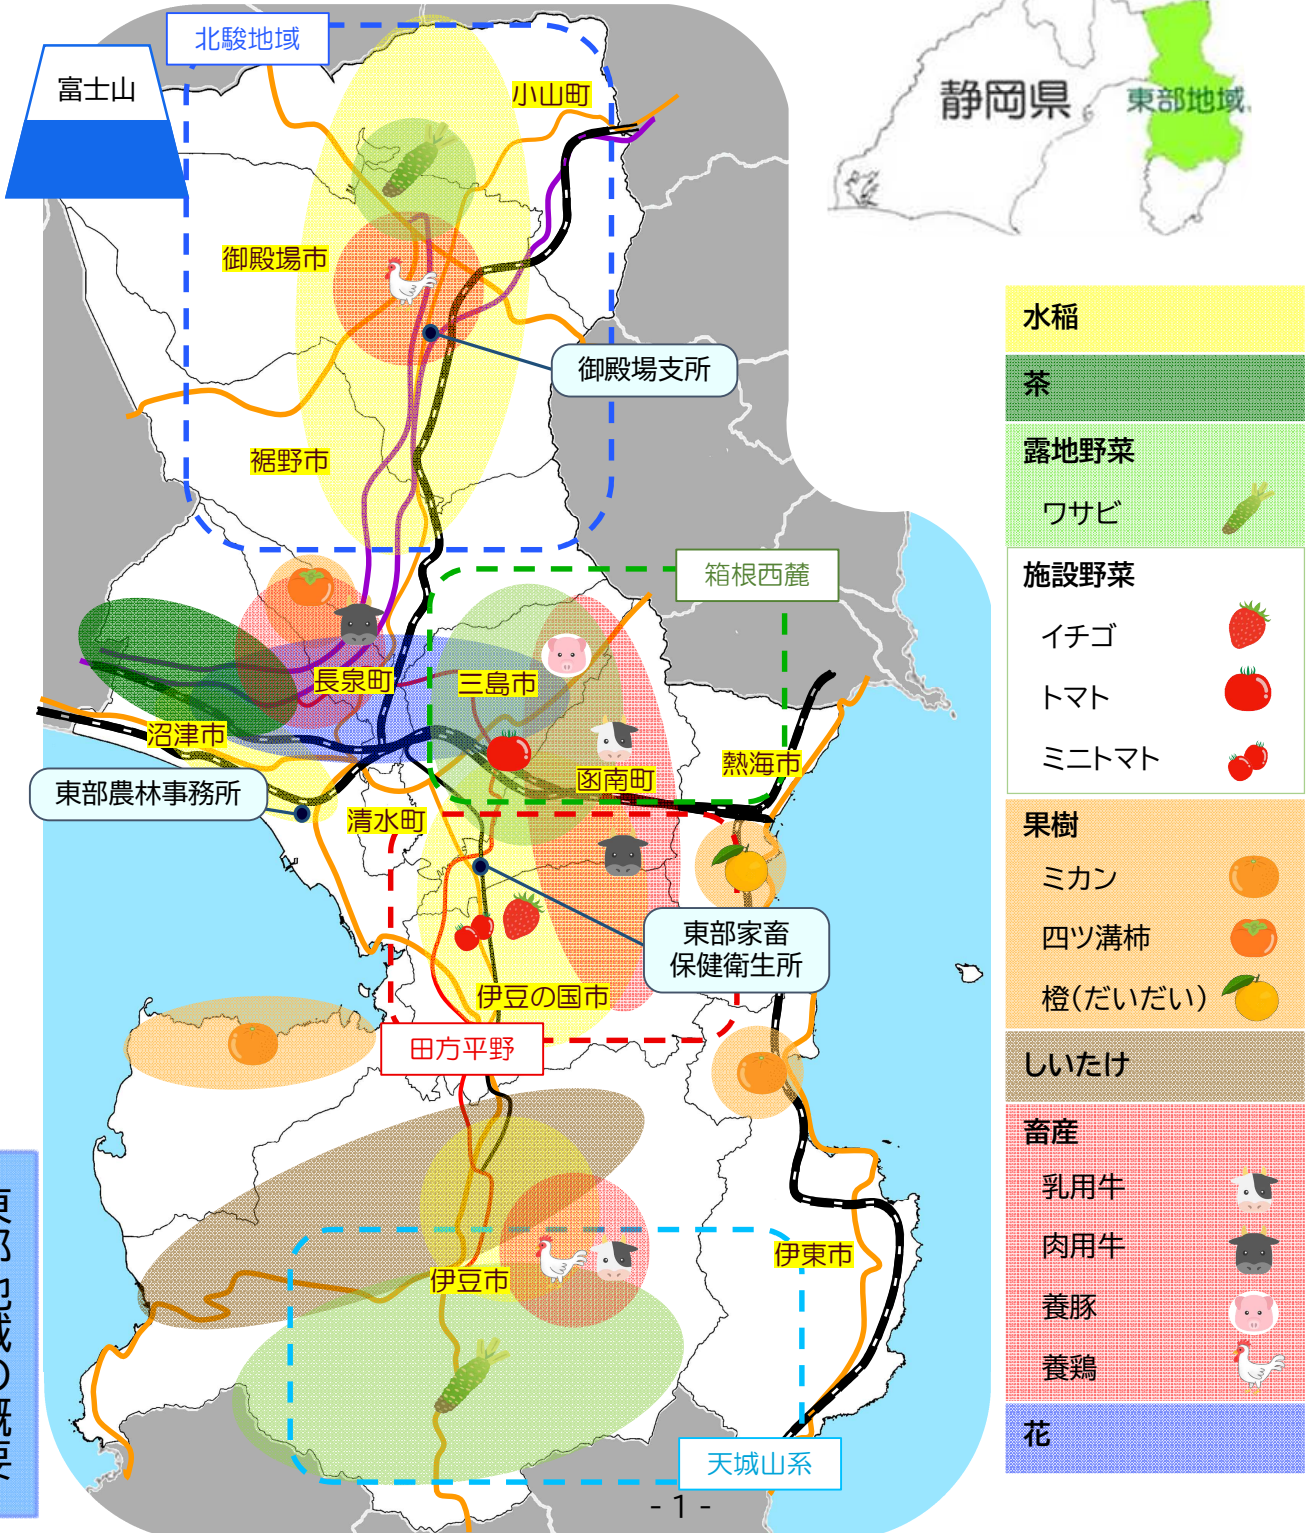 北駿地域
富士山
小山町
静岡県
東部地域
御殿場市
御殿場支所
裾野市
箱根西麓
長泉町
三島市
沼津市
函南町
熱海市
東部農林事務所
清水町
東部家畜
保健衛生所
伊豆の国市
田方平野
伊東市
伊豆市
天城山系
水稲
茶
露地野菜
ワサビ
施設野菜
イチゴ
トマト
ミニトマト
果樹
ミカン
四ツ溝柿
橙(だいだい)
しいたけ
畜産
乳用牛
肉用牛
養豚
養鶏
花
東部地域の概要
- 1 -